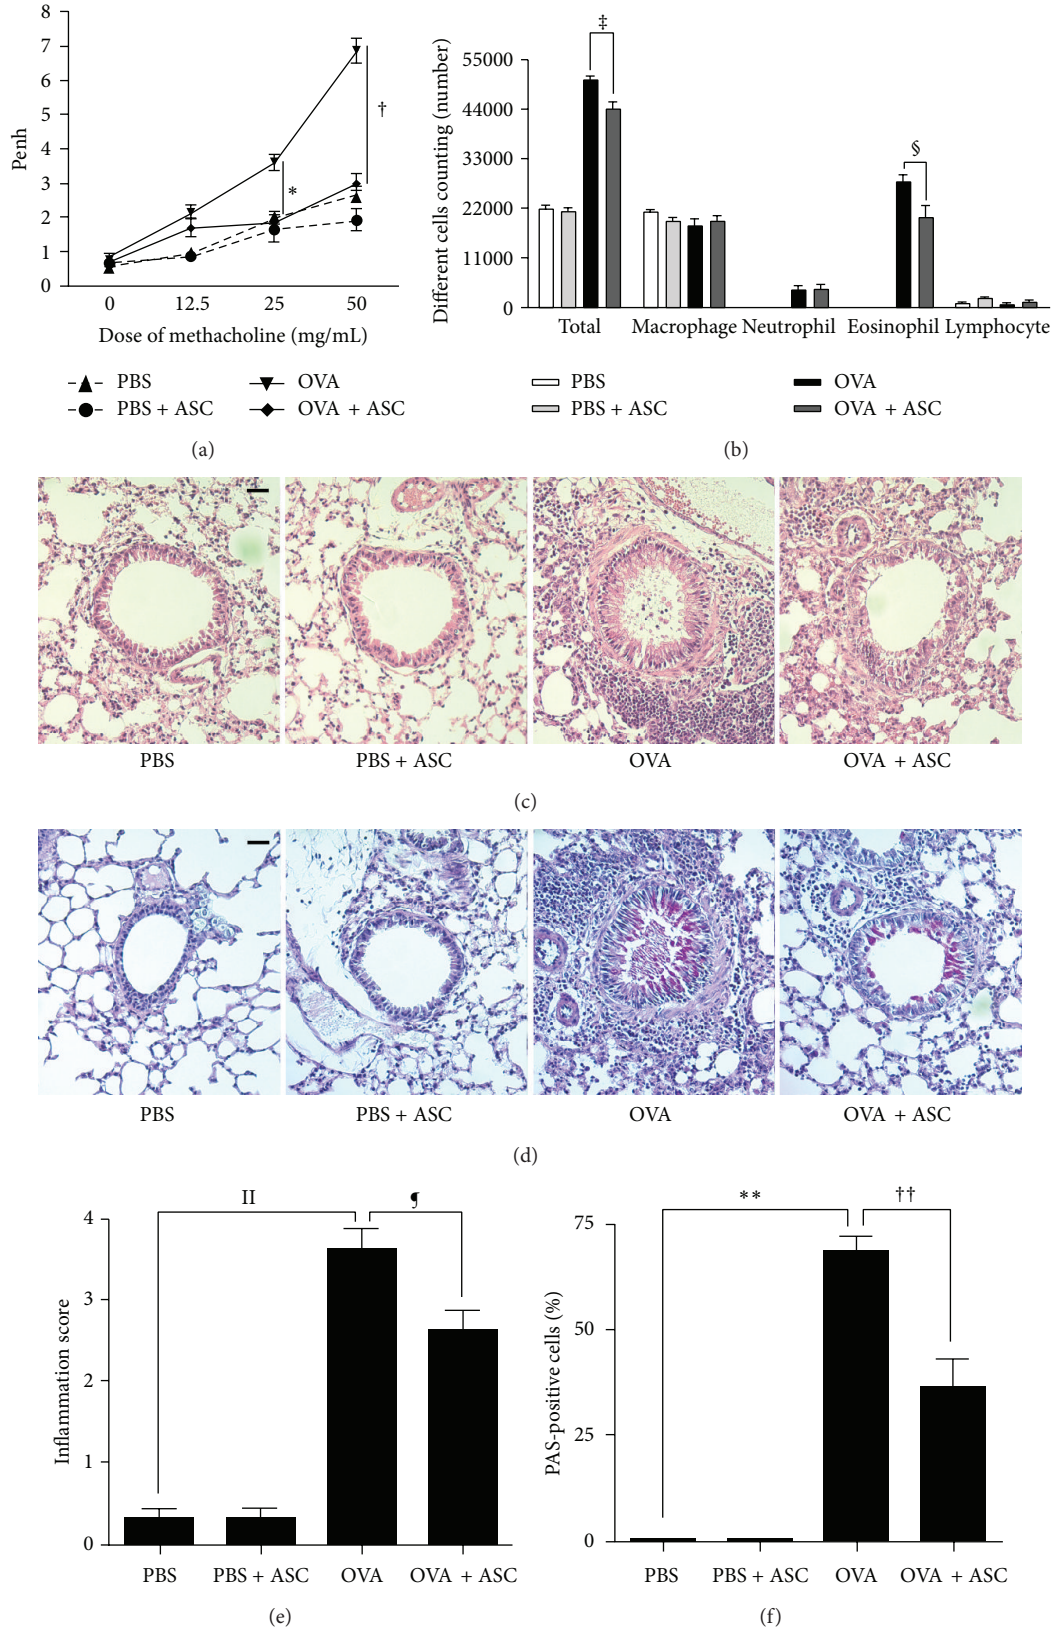 8
7
6
5
4
3
2
1
0
Penh
†
*
0 12.5 25 50
Dose of methacholine (mg/mL)
PBS OVA
PBS + ASC OVA + ASC
(a)
55000
44000
33000
22000
11000
0
Different cells counting (number)
‡
§
Total Macrophage Neutrophil Eosinophil Lymphocyte
PBS OVA
PBS + ASC OVA + ASC
(b)
PBS PBS + ASC OVA OVA + ASC
(c)
PBS PBS + ASC OVA OVA + ASC
(d)
II
¶
4
3
2
1
0
Inflammation score
PBS PBS + ASC OVA OVA + ASC
(e)
**
††
75
50
25
0
PAS-positive cells (%)
PBS PBS + ASC OVA OVA + ASC
(f)